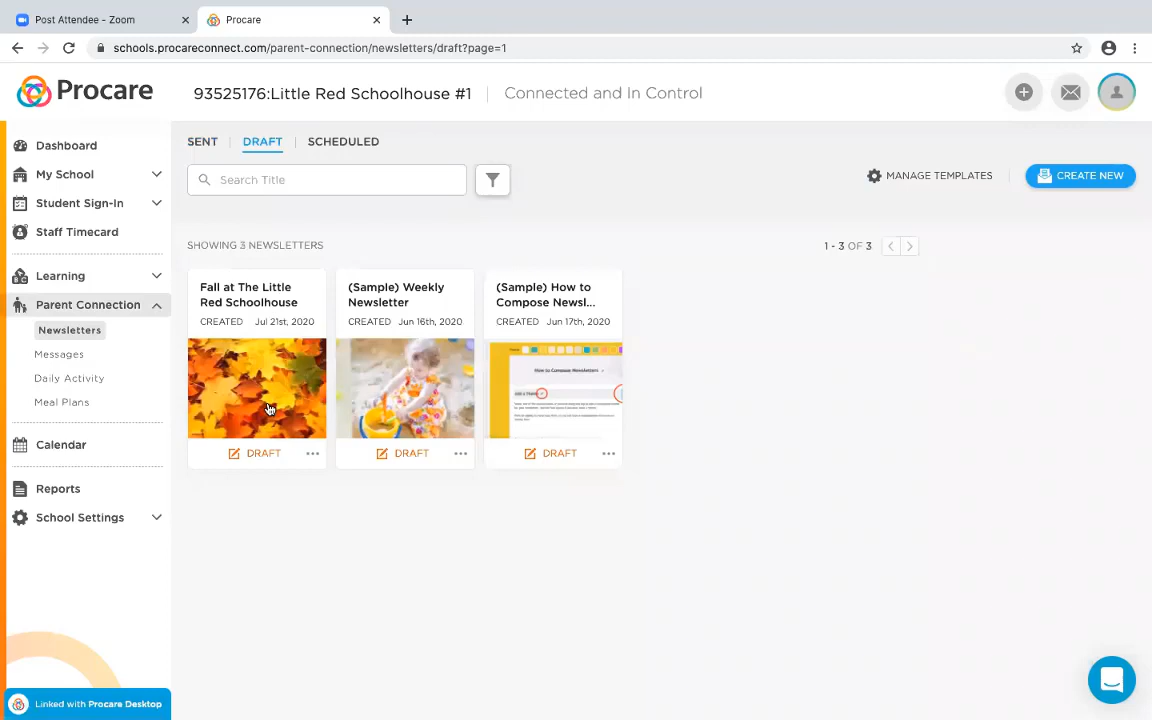 Post Attendee - Zoom
Procare
schools.procareconnect.com/parent-connection/newsletters/draft?page=1
Procare
93525176:Little Red Schoolhouse #1
Connected and In Control
Dashboard
My School
Student Sign-In
Staff Timecard
Learning
Parent Connection
Newsletters
Messages
Daily Activity
Meal Plans
Calendar
Reports
School Settings
Linked with Procare Desktop
SENT
DRAFT
SCHEDULED
Search Title
MANAGE TEMPLATES
CREATE NEW
SHOWING 3 NEWSLETTERS
1 - 3 OF 3
Fall at The Little
Red Schoolhouse
CREATED Jul 21st, 2020
DRAFT
(Sample) Weekly
Newsletter
CREATED Jun 16th, 2020
DRAFT
(Sample) How to
Compose Newsl...
CREATED Jun 17th, 2020
How to Compose Newsletters
DRAFT